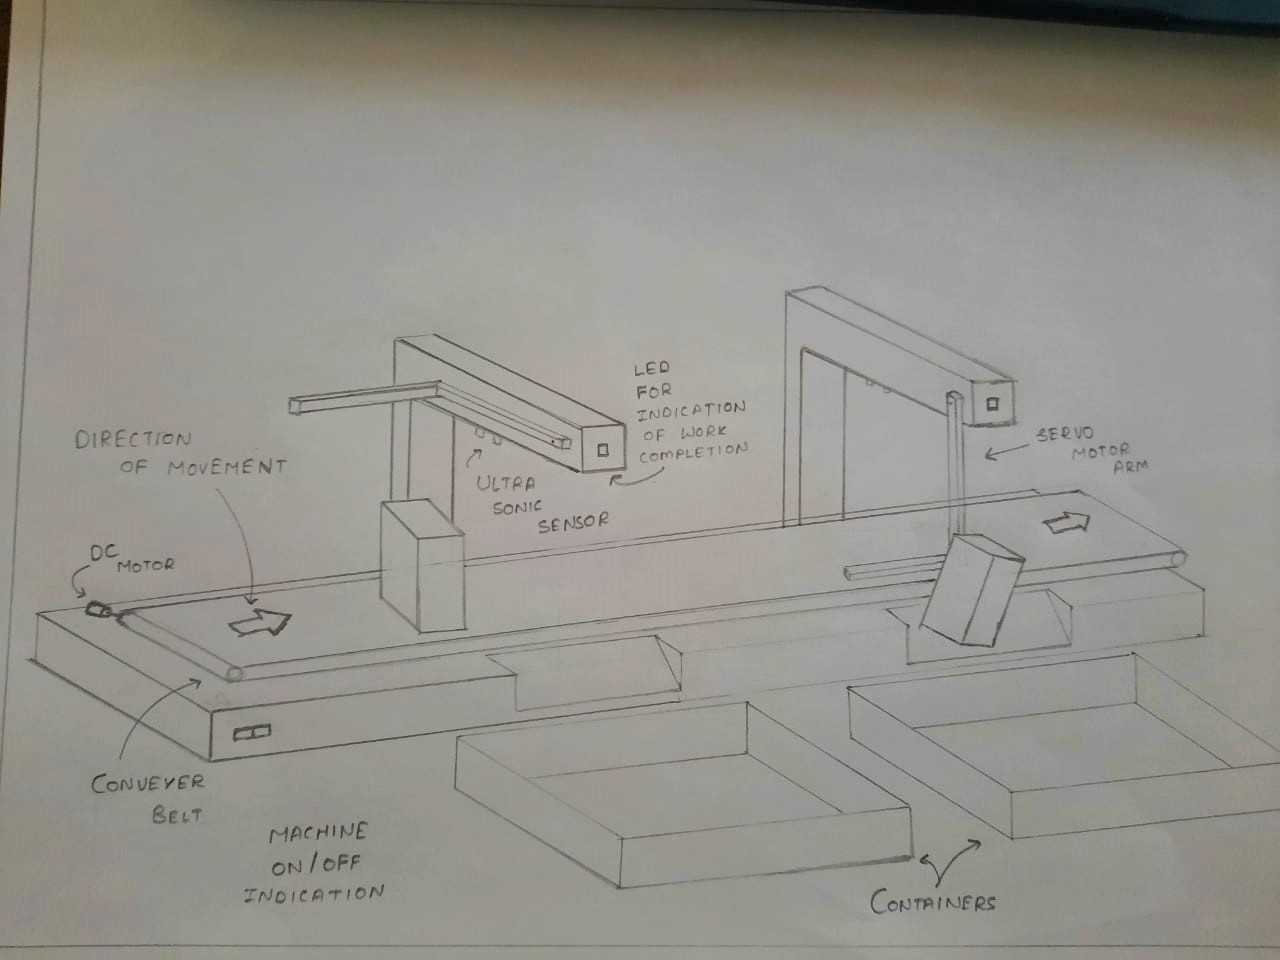 LED
FOR
INDICATION
OF WORK
COMPLETION
DIRECTION
OF MOVEMENT
SERVO
MOTOR
ARM
ULTRA
SONIC
SENSOR
DC
MOTOR
CONVEYER
BELT
MACHINE
ON/OFF
INDICATION
CONTAINERS